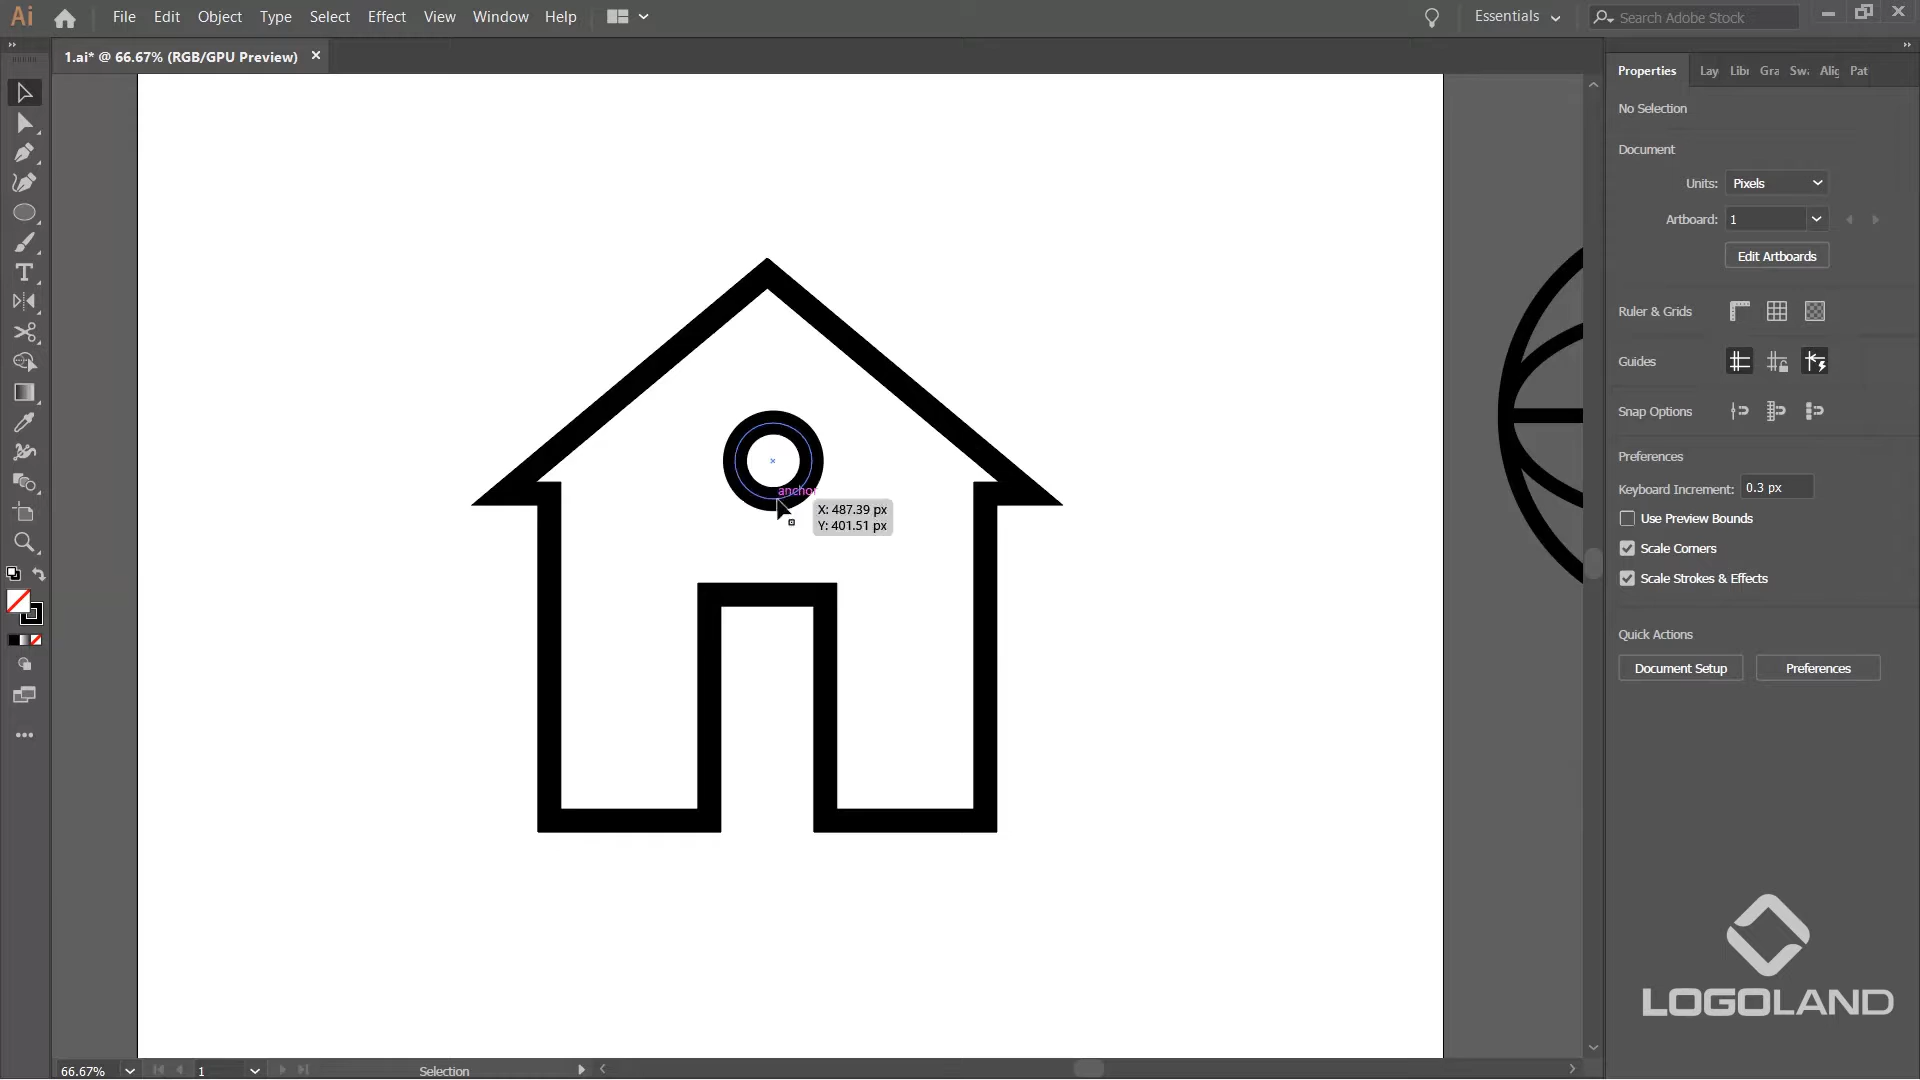 Ai File Edit Object Type Select Effect View Window Help Essentials Search Adobe Stock
1.ai* @ 66.67% (RGB/GPU Preview)
Properties Lay Libr Gra Swa Alig Pat
No Selection
Document
Units: Pixels
Artboard: 1
Edit Artboards
Ruler & Grids
Guides
Snap Options
Preferences
Keyboard Increment: 0.3 px
Use Preview Bounds
Scale Corners
Scale Strokes & Effects
Quick Actions
Document Setup Preferences
anchor
X: 487.39 px
Y: 401.51 px
LOGOLAND
66.67% 1 Selection